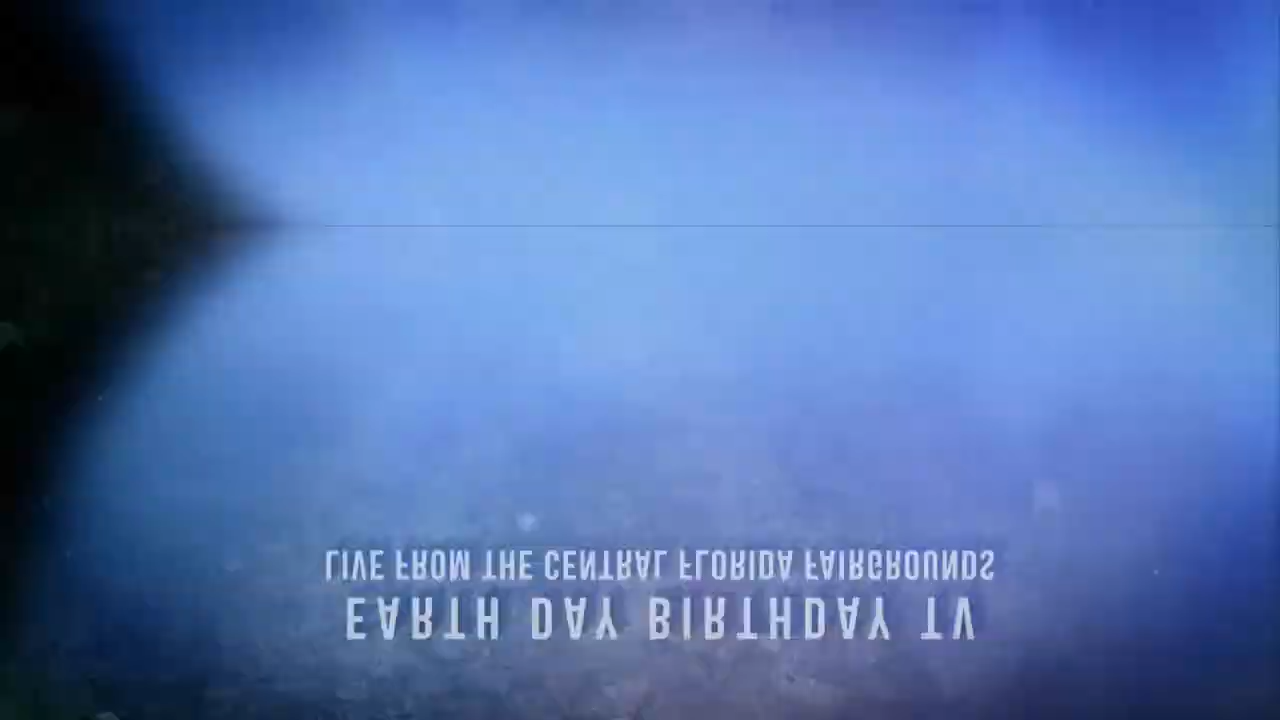 EARTH DAY BIRTHDAY TV
LIVE FROM THE CENTRAL FLORIDA FAIRGROUNDS